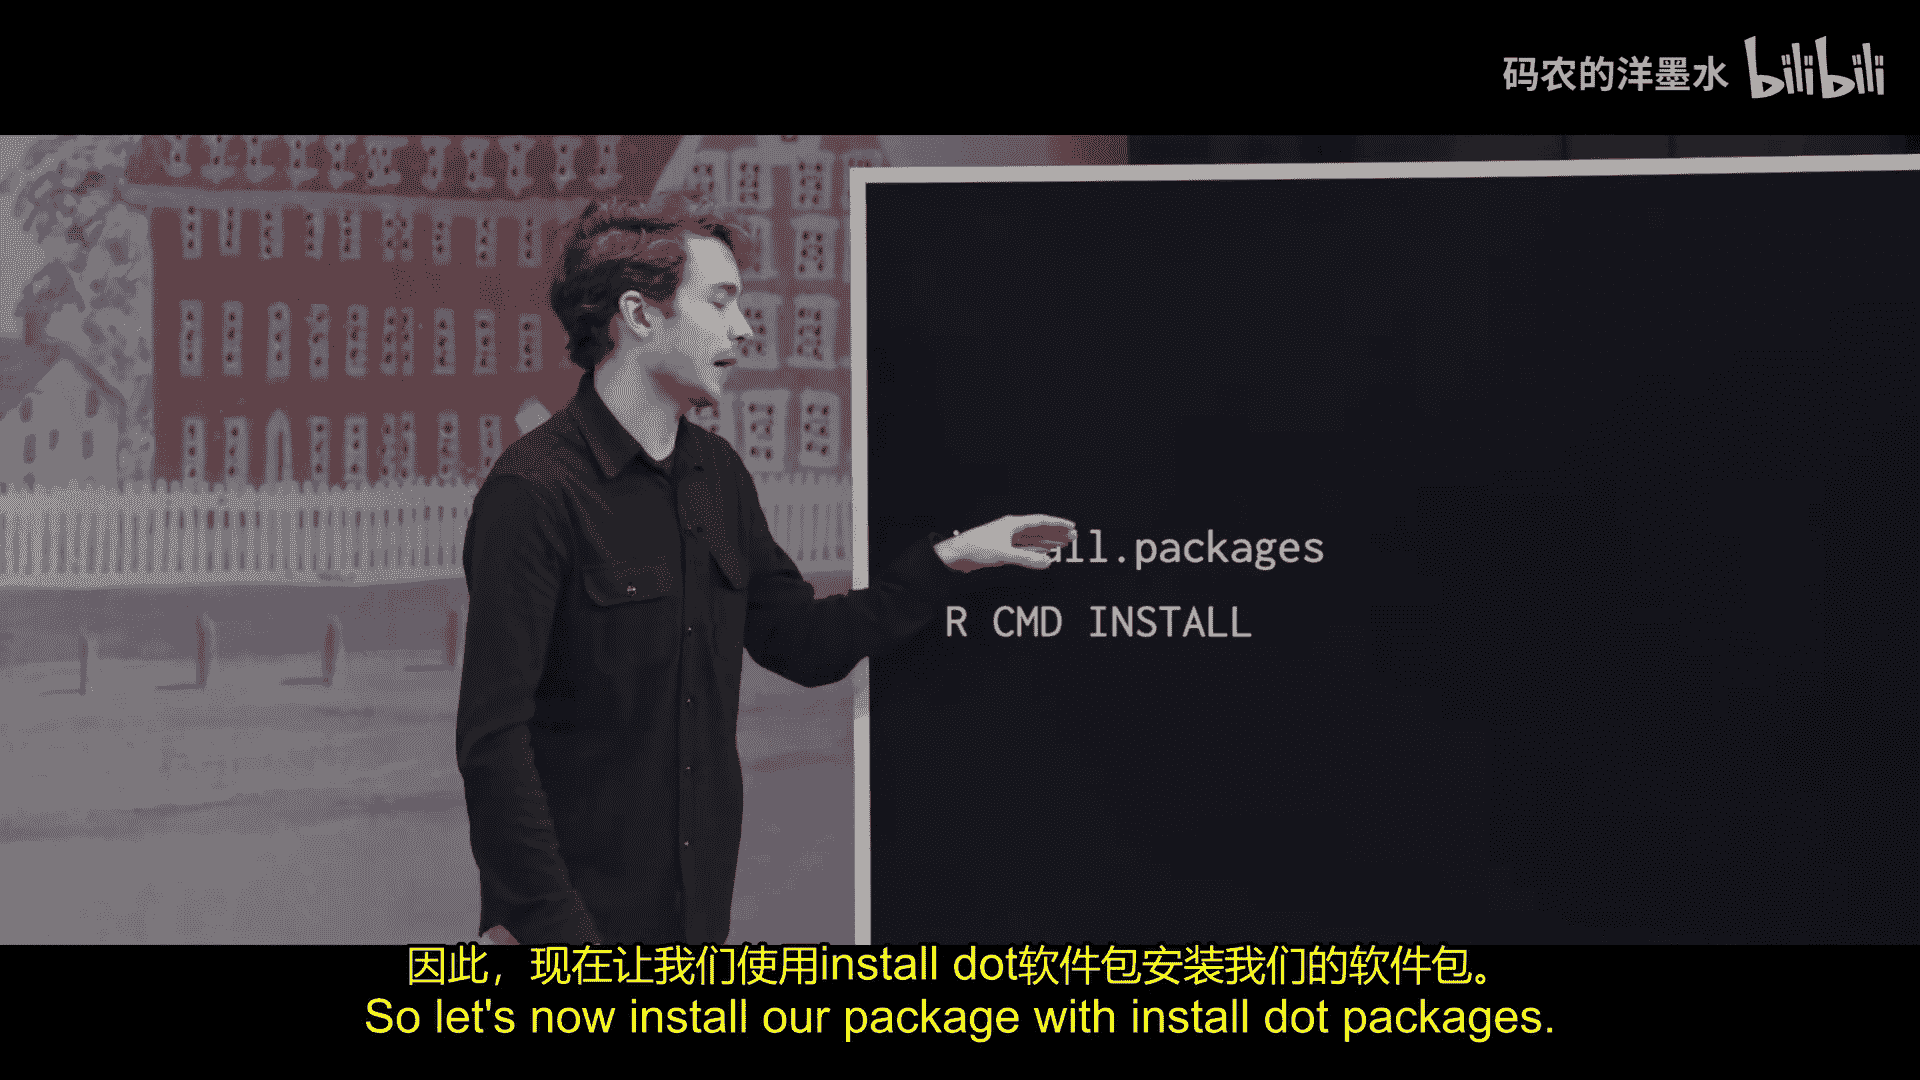 码农的洋墨水 bilibili
all.packages
R CMD INSTALL
因此，现在让我们使用install dot软件包安装我们的软件包。
So let's now install our package with install dot packages.